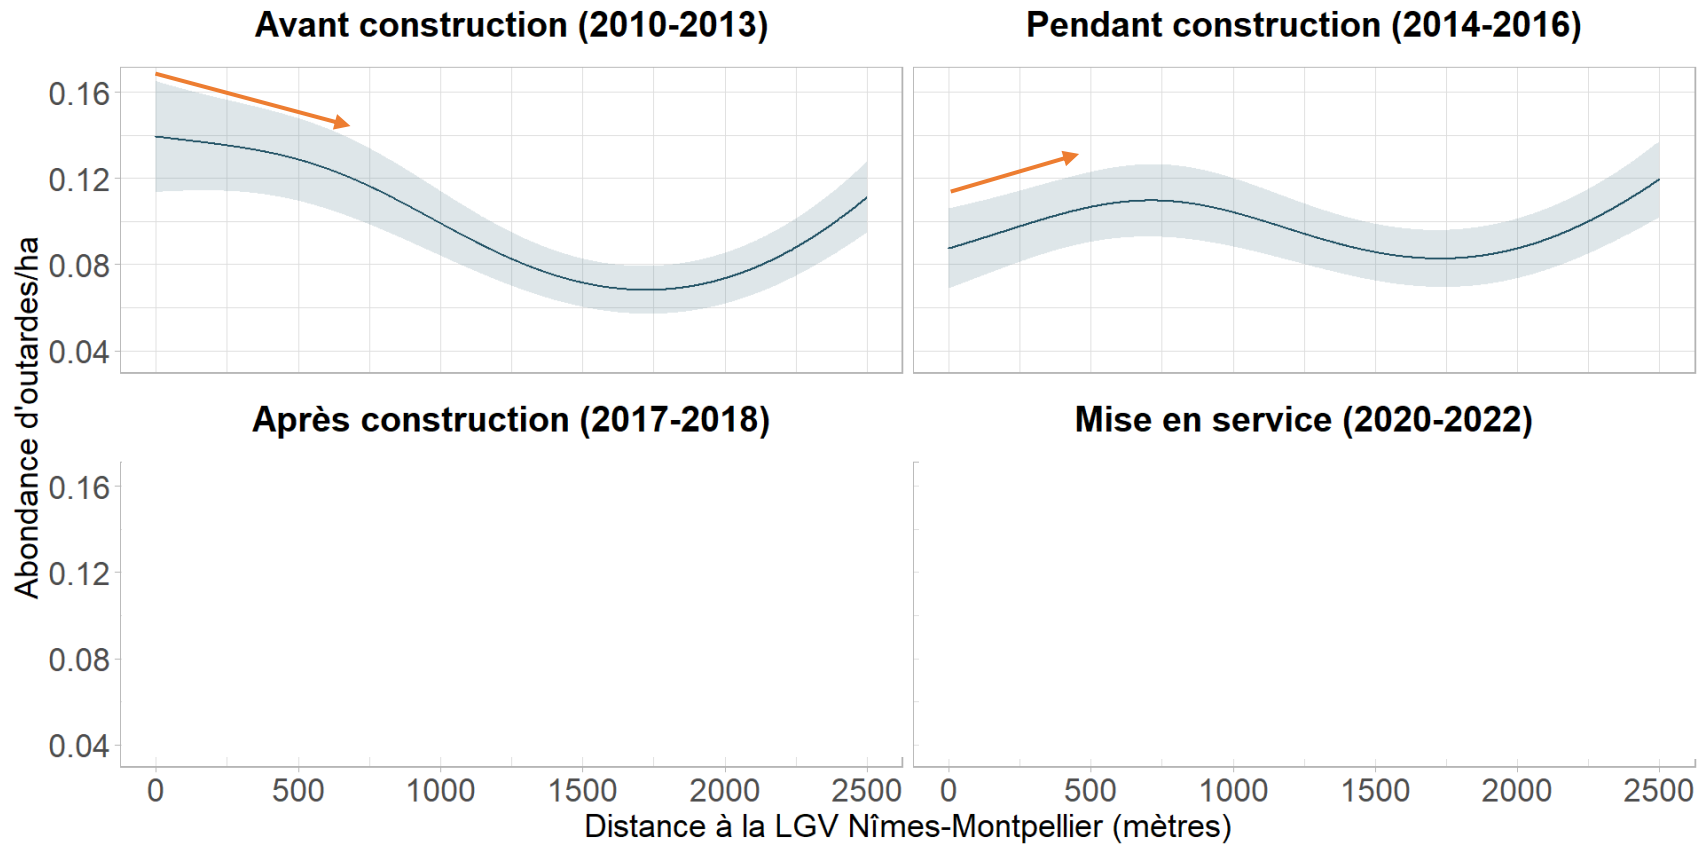 Avant construction (2010-2013)
Pendant construction (2014-2016)
0.16
0.12
0.08
0.04
Après construction (2017-2018)
Mise en service (2020-2022)
Abondance d'outardes/ha
0.16
0.12
0.08
0.04
0 500 1000 1500 2000 2500 0 500 1000 1500 2000 2500
Distance à la LGV Nîmes-Montpellier (mètres)